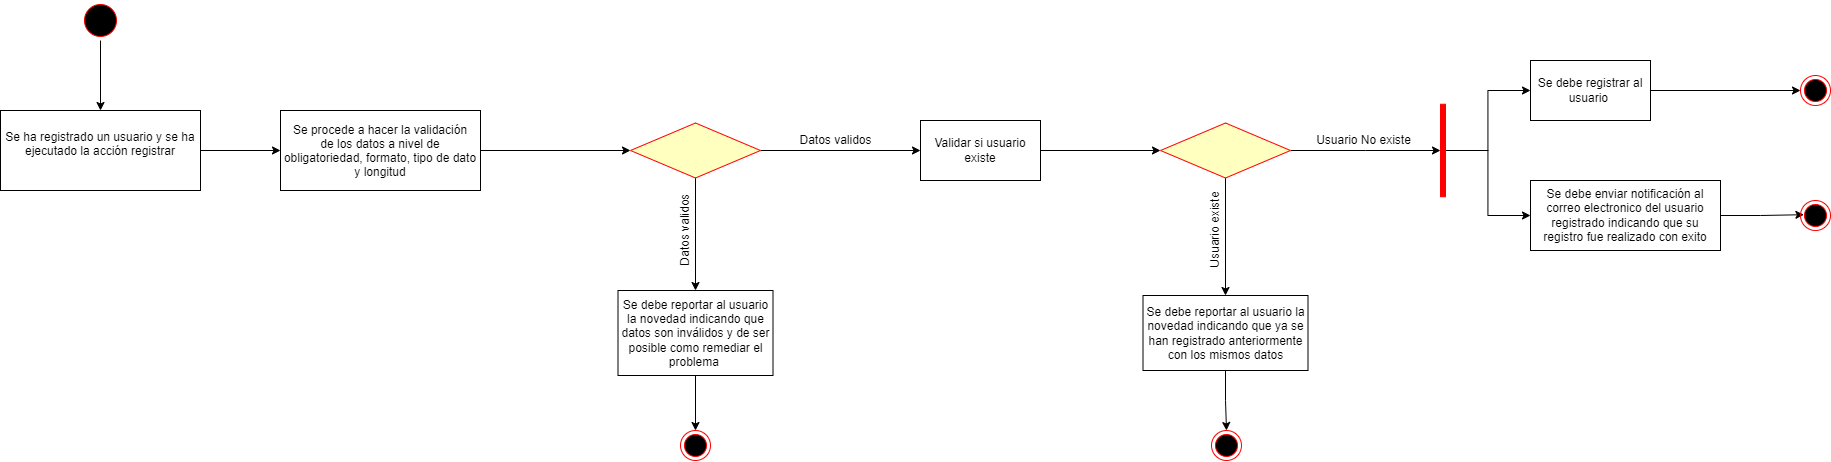 Se ha registrado un usuario y se ha
ejecutado la acción registrar
Se procede a hacer la validación
de los datos a nivel de
obligatoriedad, formato, tipo de dato
y longitud
Datos validos
Datos validos
Se debe reportar al usuario
la novedad indicando que
datos son inválidos y de ser
posible como remediar el
problema
Validar si usuario
existe
Usuario No existe
Usuario existe
Se debe reportar al usuario la
novedad indicando que ya se
han registrado anteriormente
con los mismos datos
Se debe registrar al
usuario
Se debe enviar notificación al
correo electronico del usuario
registrado indicando que su
registro fue realizado con exito